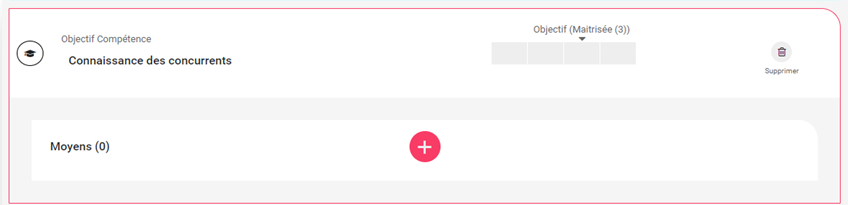 Objectif Compétence
Connaissance des concurrents
Objectif (Maitrisée (3))
Supprimer
Moyens (0)